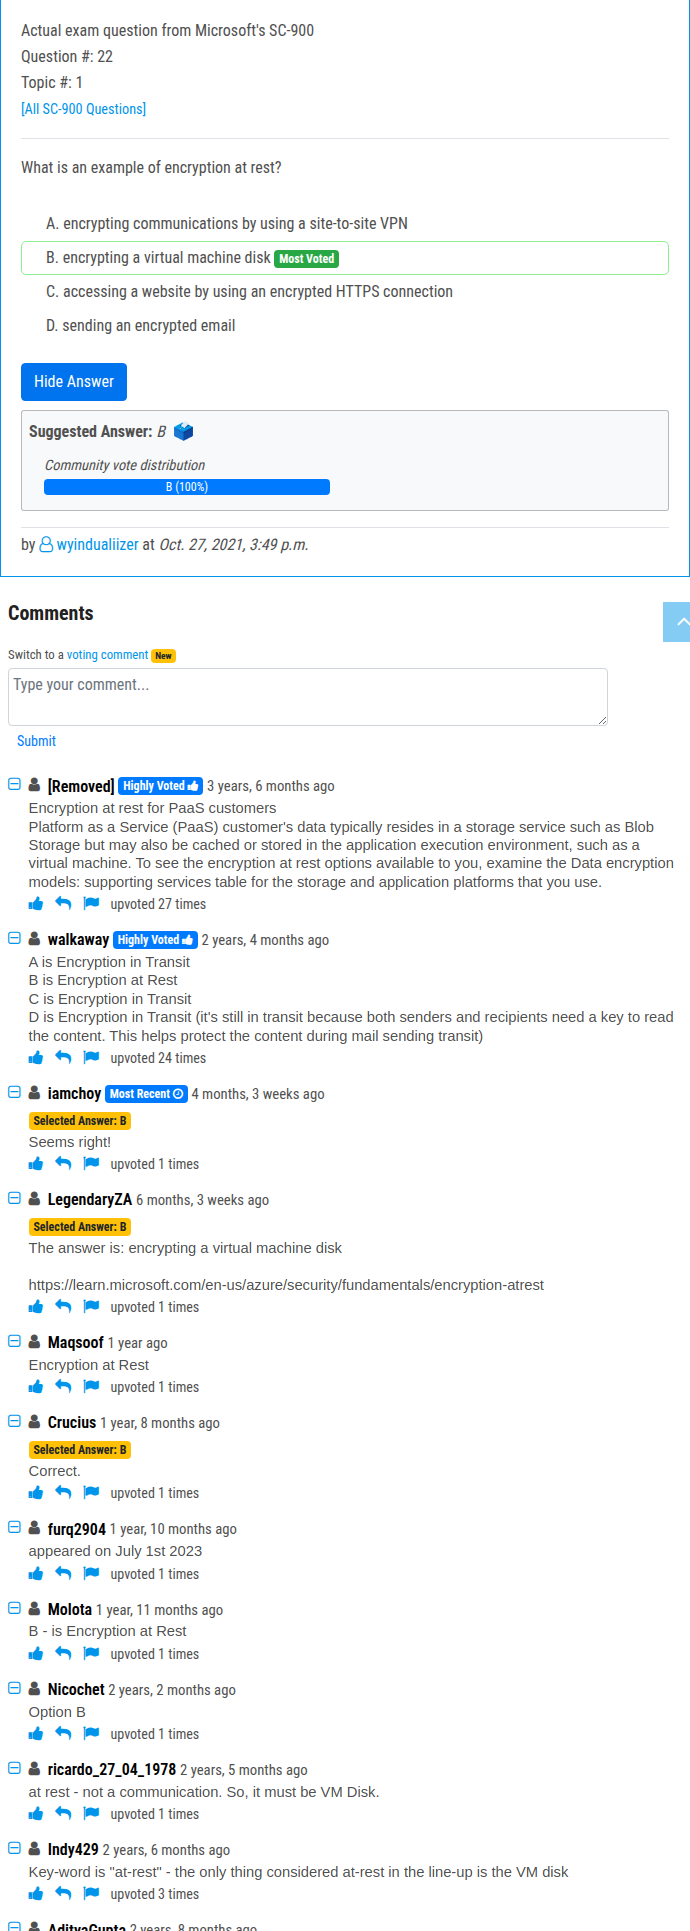 Actual exam question from Microsoft's SC-900
Question #: 22
Topic #: 1
[All SC-900 Questions]
What is an example of encryption at rest?
A. encrypting communications by using a site-to-site VPN
B. encrypting a virtual machine disk Most Voted
C. accessing a website by using an encrypted HTTPS connection
D. sending an encrypted email
Hide Answer
Suggested Answer: B
Community vote distribution
B (100%)
by wyindualiizer at Oct. 27, 2021, 3:49 p.m.
Comments
Switch to a voting comment New
Type your comment...
Submit
[Removed] Highly Voted 3 years, 6 months ago
Encryption at rest for PaaS customers
Platform as a Service (PaaS) customer's data typically resides in a storage service such as Blob
Storage but may also be cached or stored in the application execution environment, such as a
virtual machine. To see the encryption at rest options available to you, examine the Data encryption
models: supporting services table for the storage and application platforms that you use.
upvoted 27 times
walkaway Highly Voted 2 years, 4 months ago
A is Encryption in Transit
B is Encryption at Rest
C is Encryption in Transit
D is Encryption in Transit (it's still in transit because both senders and recipients need a key to read
the content. This helps protect the content during mail sending transit)
upvoted 24 times
iamchoy Most Recent 4 months, 3 weeks ago
Selected Answer: B
Seems right!
upvoted 1 times
LegendaryZA 6 months, 3 weeks ago
Selected Answer: B
The answer is: encrypting a virtual machine disk
https://learn.microsoft.com/en-us/azure/security/fundamentals/encryption-atrest
upvoted 1 times
Maqsoof 1 year ago
Encryption at Rest
upvoted 1 times
Crucius 1 year, 8 months ago
Selected Answer: B
Correct.
upvoted 1 times
furq2904 1 year, 10 months ago
appeared on July 1st 2023
upvoted 1 times
Molota 1 year, 11 months ago
B - is Encryption at Rest
upvoted 1 times
Nicochet 2 years, 2 months ago
Option B
upvoted 1 times
ricardo_27_04_1978 2 years, 5 months ago
at rest - not a communication. So, it must be VM Disk.
upvoted 1 times
Indy429 2 years, 6 months ago
Key-word is "at-rest" - the only thing considered at-rest in the line-up is the VM disk
upvoted 3 times
AdityaGupta 2 years, 8 months ago